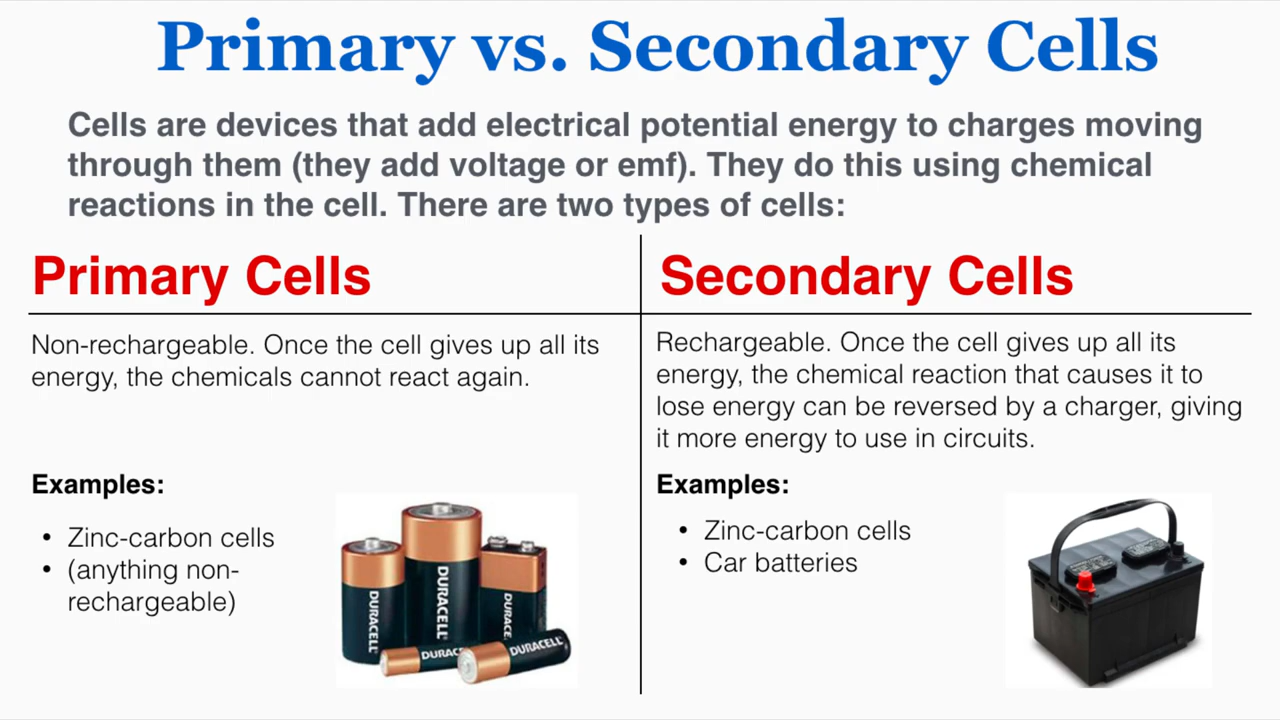 Primary vs. Secondary Cells
Cells are devices that add electrical potential energy to charges moving
through them (they add voltage or emf). They do this using chemical
reactions in the cell. There are two types of cells:
Primary Cells
Non-rechargeable. Once the cell gives up all its
energy, the chemicals cannot react again.
Examples:
• Zinc-carbon cells
• (anything non-
rechargeable)
DURACELL
DURACELL
DURACE
DURAC
DURACELL
Secondary Cells
Rechargeable. Once the cell gives up all its
energy, the chemical reaction that causes it to
lose energy can be reversed by a charger, giving
it more energy to use in circuits.
Examples:
• Zinc-carbon cells
• Car batteries